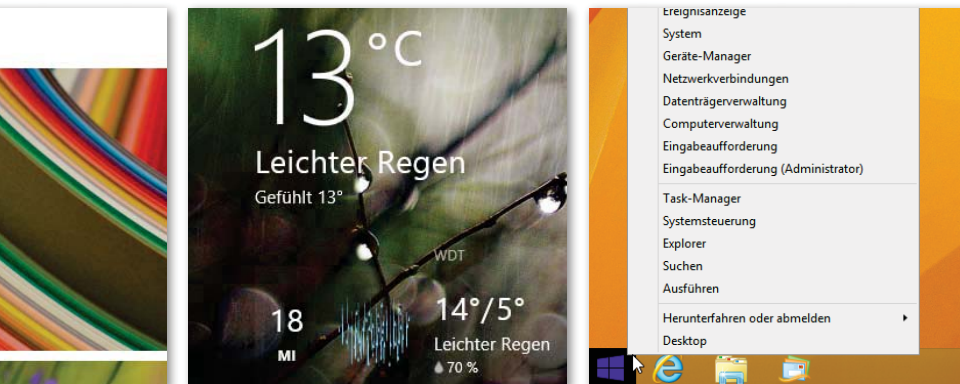 13°C
Leichter Regen
Gefühlt 13°
WDT
18
MI
14°/5°
Leichter Regen
70 %
Ereignisanzeige
System
Geräte-Manager
Netzwerkverbindungen
Datenträgerverwaltung
Computerverwaltung
Eingabeaufforderung
Eingabeaufforderung (Administrator)
Task-Manager
Systemsteuerung
Explorer
Suchen
Ausführen
Herunterfahren oder abmelden
Desktop